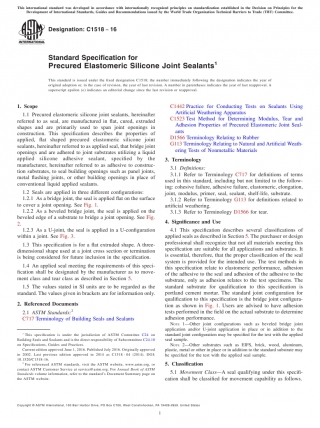 This international standard was developed in accordance with internationally recognized principles on standardization established in the Decision on Principles for the
Development of International Standards, Guides and Recommendations issued by the World Trade Organization Technical Barriers to Trade (TBT) Committee.
Designation: C1518 − 16
Standard Specification for
Precured Elastomeric Silicone Joint Sealants1
This standard is issued under the fixed designation C1518; the number immediately following the designation indicates the year of
original adoption or, in the case of revision, the year of last revision. A number in parentheses indicates the year of last reapproval. A
superscript epsilon (ε) indicates an editorial change since the last revision or reapproval.
1. Scope
1.1 Precured elastomeric silicone joint sealants, hereinafter
referred to as seal, are manufactured in flat, cured, extruded
shapes and are primarily used to span joint openings in
construction. This specification describes the properties of
applied, flat shaped precured elastomeric silicone joint
sealants, hereinafter referred to as applied seal, that bridge joint
openings and are adhered to joint substrates utilizing a liquid
applied silicone adhesive sealant, specified by the
manufacturer, hereinafter referred to as adhesive to construc-
tion substrates, to seal building openings such as panel joints,
metal flashing joints, or other building openings in place of
conventional liquid applied sealants.
1.2 Seals are applied in three different configurations:
1.2.1 As a bridge joint, the seal is applied flat on the surface
to cover a joint opening. See Fig. 1.
1.2.2 As a beveled bridge joint, the seal is applied on the
beveled edge of a substrate to bridge a joint opening. See Fig.
2.
1.2.3 As a U-joint, the seal is applied in a U-configuration
within a joint. See Fig. 3.
1.3 This specification is for a flat extruded shape. A three-
dimensional shape used at a joint cross section or termination
is being considered for future inclusion in the specification.
1.4 An applied seal meeting the requirements of this speci-
fication shall be designated by the manufacturer as to move-
ment class and tear class as described in Section 5.
1.5 The values stated in SI units are to be regarded as the
standard. The values given in brackets are for information only.
2. Referenced Documents
2.1 ASTM Standards:2
C717 Terminology of Building Seals and Sealants
1 This specification is under the jurisdiction of ASTM Committee C24 on
Building Seals and Sealants and is the direct responsibility of Subcommittee C24.10
on Specifications, Guides and Practices.
Current edition approved June 1, 2016. Published July 2016. Originally approved
in 2003. Last previous edition approved in 2014 as C1518– 04 (2014). DOI:
10.1520/C1518-16.
2 For referenced ASTM standards, visit the ASTM website, www.astm.org, or
contact ASTM Customer Service at service@astm.org. For Annual Book of ASTM
Standards volume information, refer to the standard's Document Summary page on
the ASTM website.
C1442 Practice for Conducting Tests on Sealants Using
Artificial Weathering Apparatus
C1523 Test Method for Determining Modulus, Tear and
Adhesion Properties of Precured Elastomeric Joint Seal-
ants
D1566 Terminology Relating to Rubber
G113 Terminology Relating to Natural and Artificial Weath-
ering Tests of Nonmetallic Materials
3. Terminology
3.1 Definitions:
3.1.1 Refer to Terminology C717 for definitions of terms
used in this standard, including but not limited to the follow-
ing: cohesive failure, adhesive failure, elastomeric, elongation,
joint, modulus, primer, seal, sealant, shelf-life, substrate.
3.1.2 Refer to Terminology G113 for definitions related to
artificial weathering.
3.1.3 Refer to Terminology D1566 for tear.
4. Significance and Use
4.1 This specification describes several classifications of
applied seals as described in Section 5. The purchaser or design
professional shall recognize that not all materials meeting this
specification are suitable for all applications and substrates. It
is essential, therefore, that the proper classification of the seal
system is provided for the intended use. The test methods in
this specification relate to elastomeric performance, adhesion
of the adhesive to the seal and adhesion of the adhesive to the
substrate, only as adhesion relates to the test specimens. The
standard substrate for qualification to this specification is
portland cement mortar. The standard joint configuration for
qualification to this specification is the bridge joint configura-
tion as shown in Fig. 1. Users are advised to have adhesion
tests performed in the field on the actual substrate to determine
adhesion performance.
NOTE 1—Other joint configurations such as beveled bridge joint
application and/or U-joint application in place or in addition to the
standard joint configuration may be specified for the test with the applied
seal sample.
NOTE 2—Other substrates such as EIFS, brick, wood, aluminum,
plastic, metal or other in place or in addition to the standard substrate may
be specified for the test with the applied seal sample.
5. Classification
5.1 Movement Class—A seal qualifying under this specifi-
cation shall be classified for movement capability as follows.
Copyright © ASTM International, 100 Barr Harbor Drive, PO Box C700, West Conshohocken, PA 19428-2959. United States
1